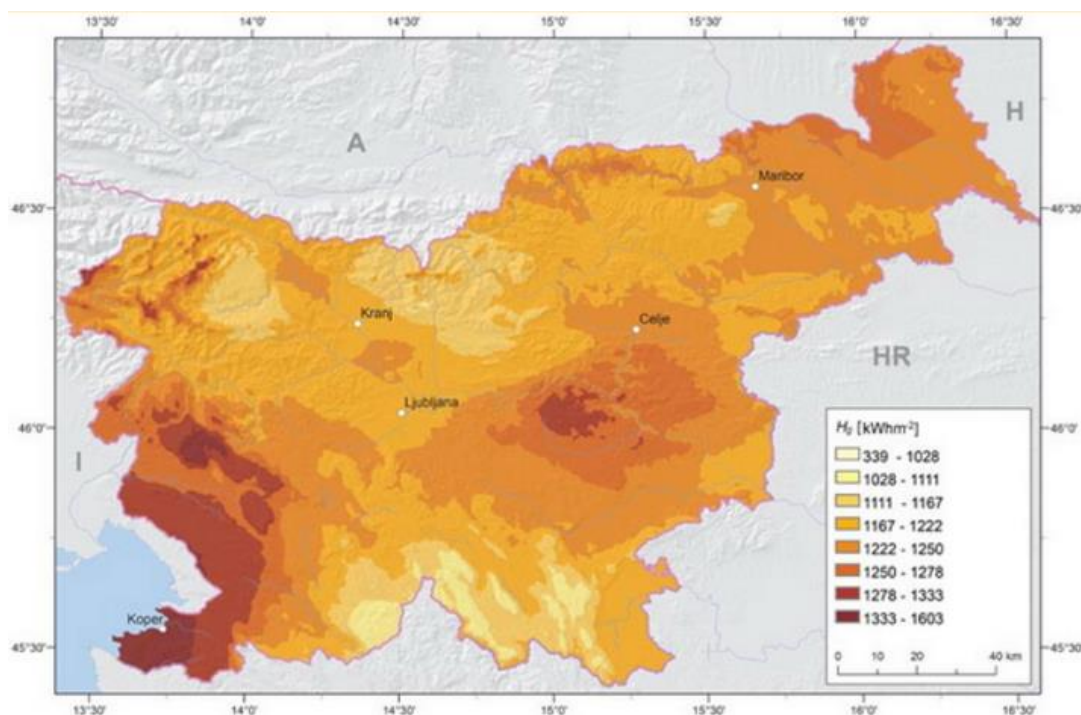 13°30' 14°0' 14°30' 15°0' 15°30' 16°0' 16°30'
A
H
Maribor
46°30' 46°30'
Kranj
Celje
HR
Ljubljana
46°0' 46°0'
I
Hg [kWhm-2]
339 - 1028
1028 - 1111
1111 - 1167
1167 - 1222
1222 - 1250
1250 - 1278
1278 - 1333
1333 - 1603
Koper
45°30' 45°30'
0 10 20 40 km
13°30' 14°0' 14°30' 15°0' 15°30' 16°0' 16°30'